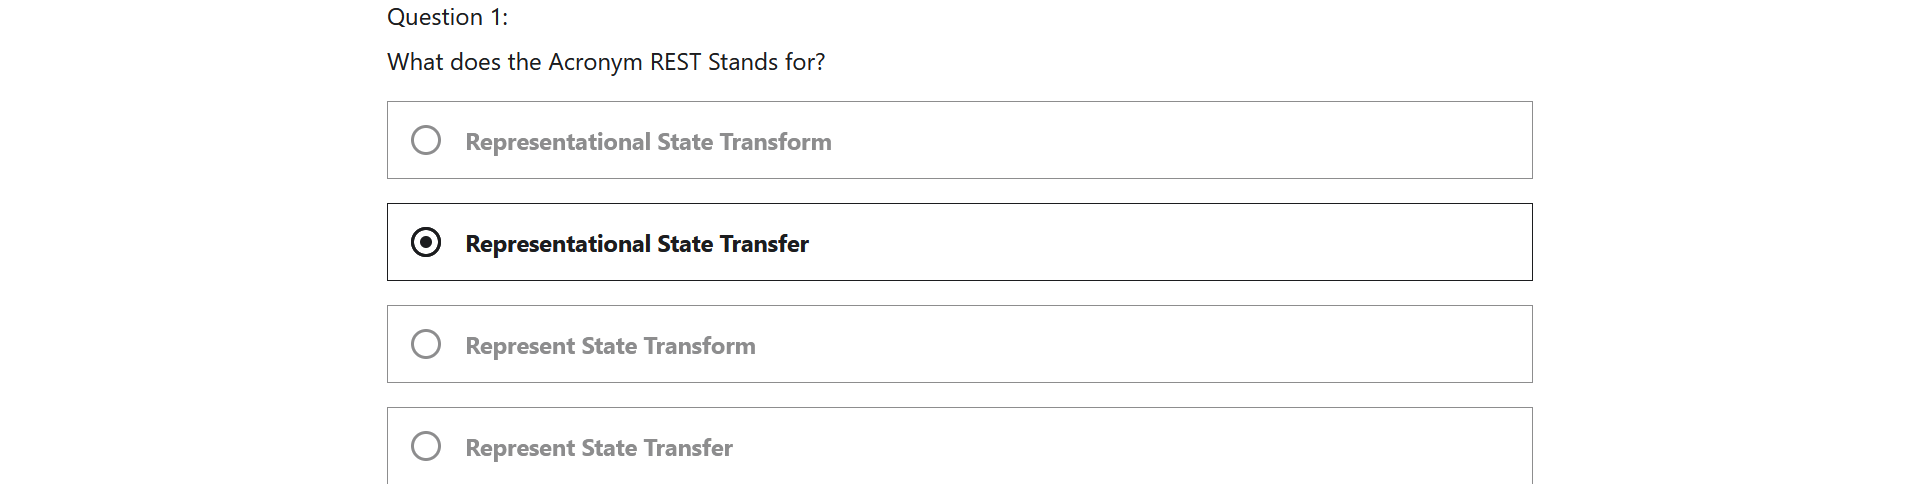 Question 1:
What does the Acronym REST Stands for?
Representational State Transform
Representational State Transfer
Represent State Transform
Represent State Transfer